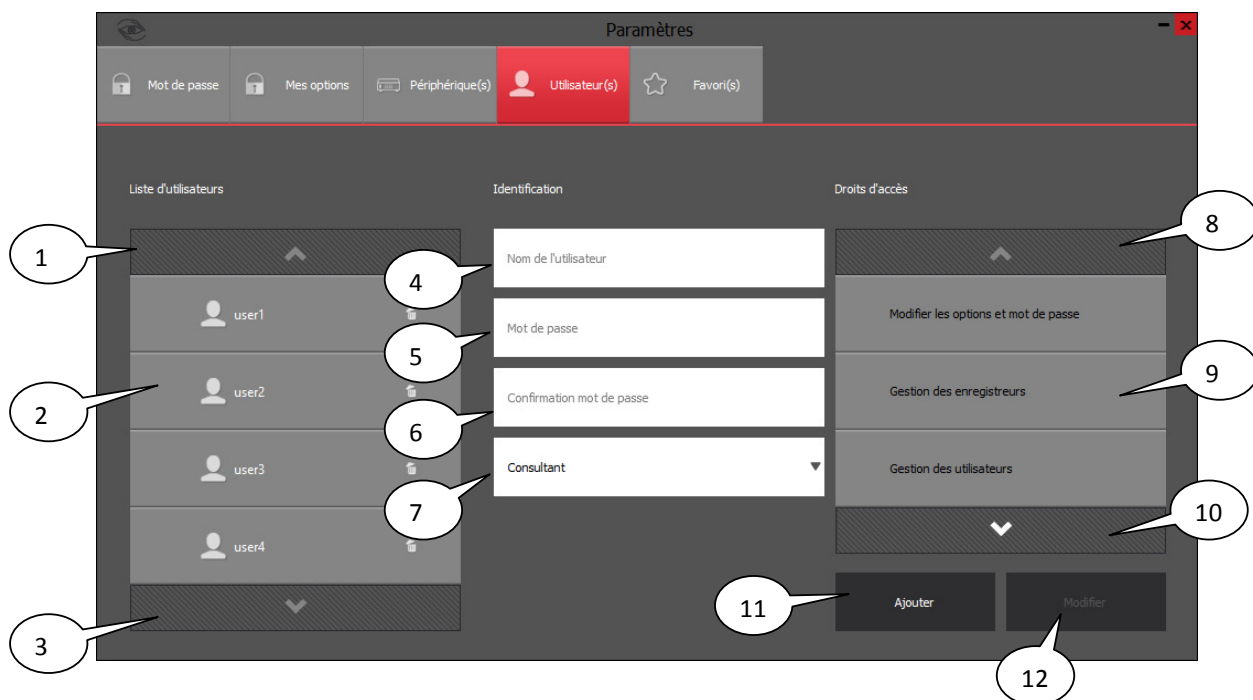 Paramètres
Mot de passe
Mes options
Périphérique(s)
Utilisateur(s)
Favori(s)
Liste d'utilisateurs
Identification
Droits d'accès
1
user1
2
user2
user3
user4
3
4
Nom de l'utilisateur
5
Mot de passe
6
Confirmation mot de passe
7
Consultant
8
Modifier les options et mot de passe
9
Gestion des enregistreurs
Gestion des utilisateurs
10
11
Ajouter
Modifier
12